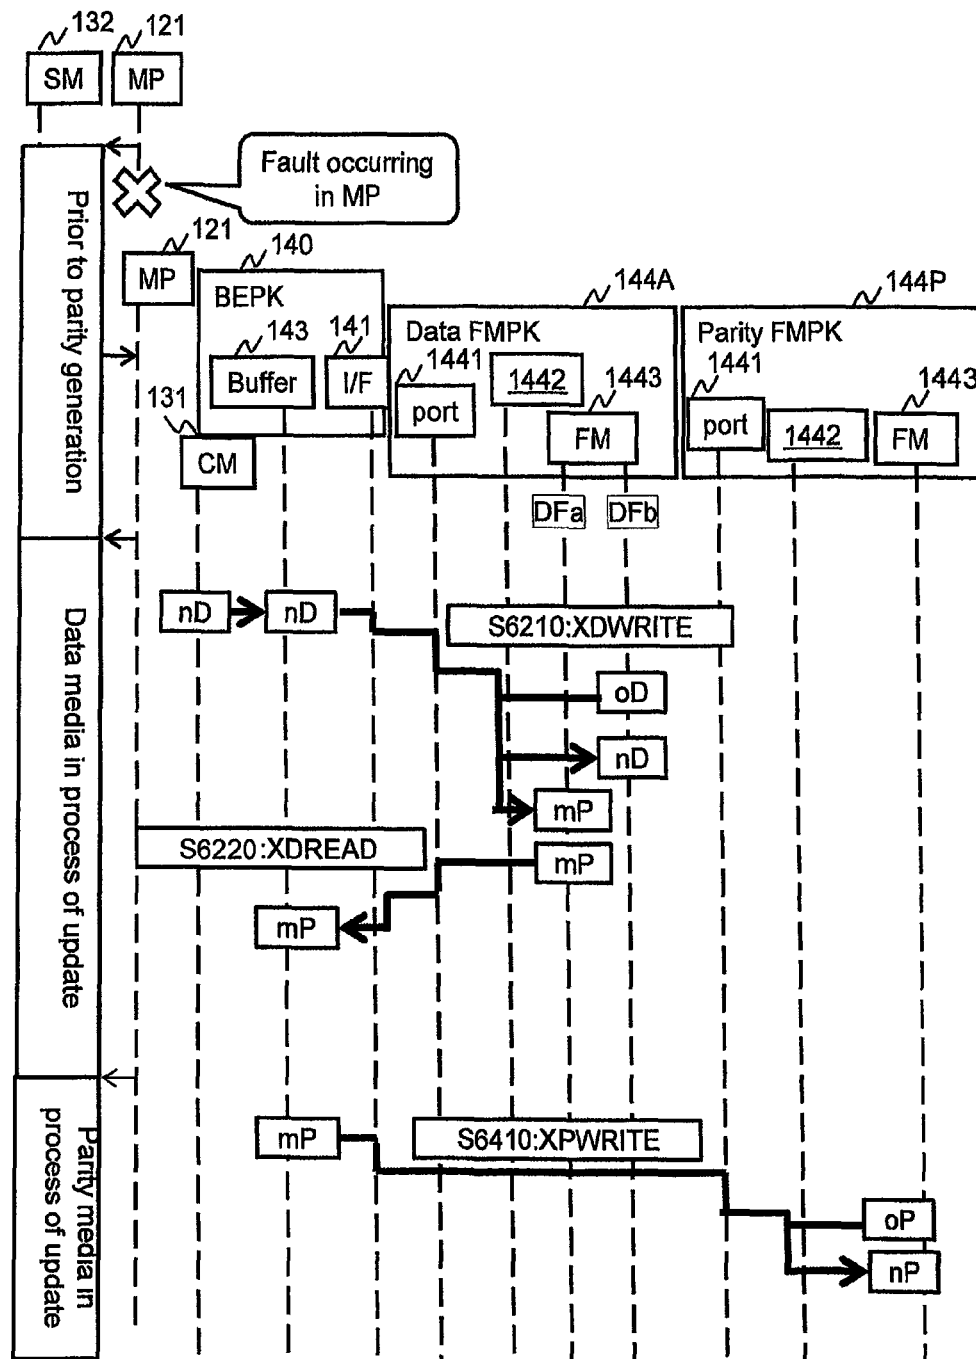 132
121
SM
MP
Fault occurring
in MP
Prior to parity generation
121
140
MP
BEPK
144A
144P
143
141
Data FMPK
Parity FMPK
Buffer
I/F
1441
1442
1443
1441
1443
port
FM
port
1442
FM
131
CM
DFa
DFb
Data media in process of update
nD
nD
S6210:XDWRITE
oD
nD
mP
S6220:XDREAD
mP
mP
Parity media in
process of update
mP
S6410:XPWRITE
oP
nP